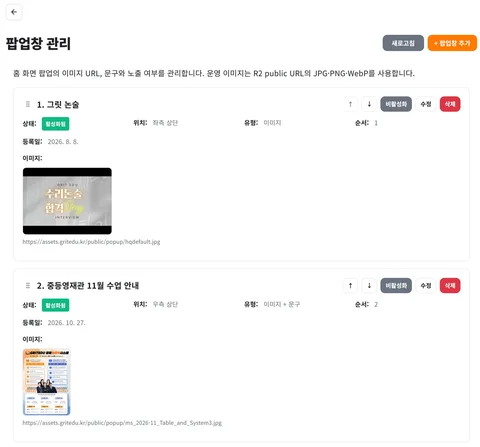 팝업창 관리
새로고침
+ 팝업창 추가
홈 화면 팝업의 이미지 URL, 문구와 노출 여부를 관리합니다. 운영 이미지는 R2 public URL의 JPG·PNG·WebP를 사용합니다.
1. 그릿 논술
↑ ↓ 비활성화 수정 삭제
상태: 활성화됨 위치: 좌측 상단 유형: 이미지 순서: 1
등록일: 2026. 8. 8.
이미지:
수리논술
합격
INTERVIEW
https://assets.gritedu.kr/public/popup/hqdefault.jpg
2. 중등영재관 11월 수업 안내
↑ ↓ 비활성화 수정 삭제
상태: 활성화됨 위치: 우측 상단 유형: 이미지 + 문구 순서: 2
등록일: 2026. 10. 27.
이미지:
https://assets.gritedu.kr/public/popup/ms_2026-11_Table_and_System3.jpg